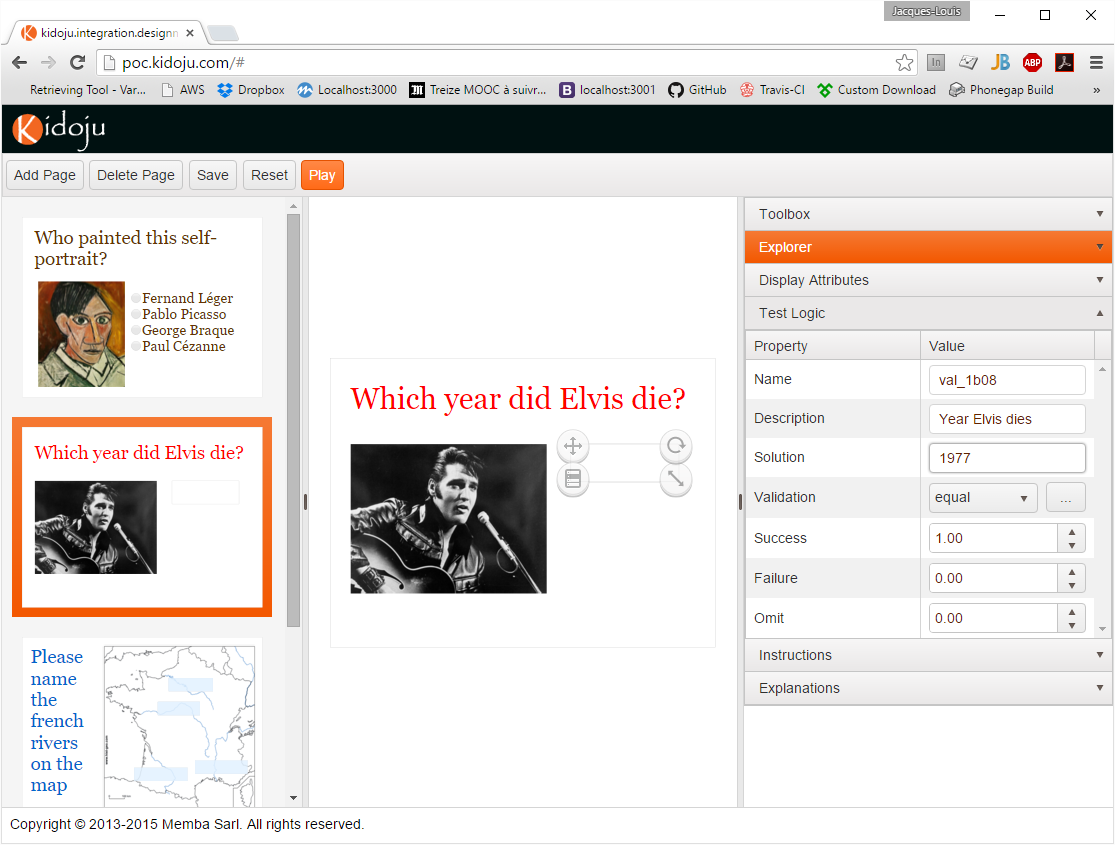 Jacques-Louis
kidoju.integration.designn
poc.kidoju.com/#
In
JB
ABP
Retrieving Tool - Var...
AWS
Dropbox
Localhost:3000
Treize MOOC à suivr...
B
localhost:3001
GitHub
Travis-CI
Custom Download
Phonegap Build
»
Kidoju
Add Page
Delete Page
Save
Reset
Play
Who painted this self-
portrait?
Fernand Léger
Pablo Picasso
George Braque
Paul Cézanne
Which year did Elvis die?
Please
name
the
french
rivers
on the
map
Which year did Elvis die?
Toolbox
Explorer
Display Attributes
Test Logic
Property Value
Name val_1b08
Description Year Elvis dies
Solution 1977
Validation equal ...
Success 1.00
Failure 0.00
Omit 0.00
Instructions
Explanations
Copyright © 2013-2015 Memba Sarl. All rights reserved.